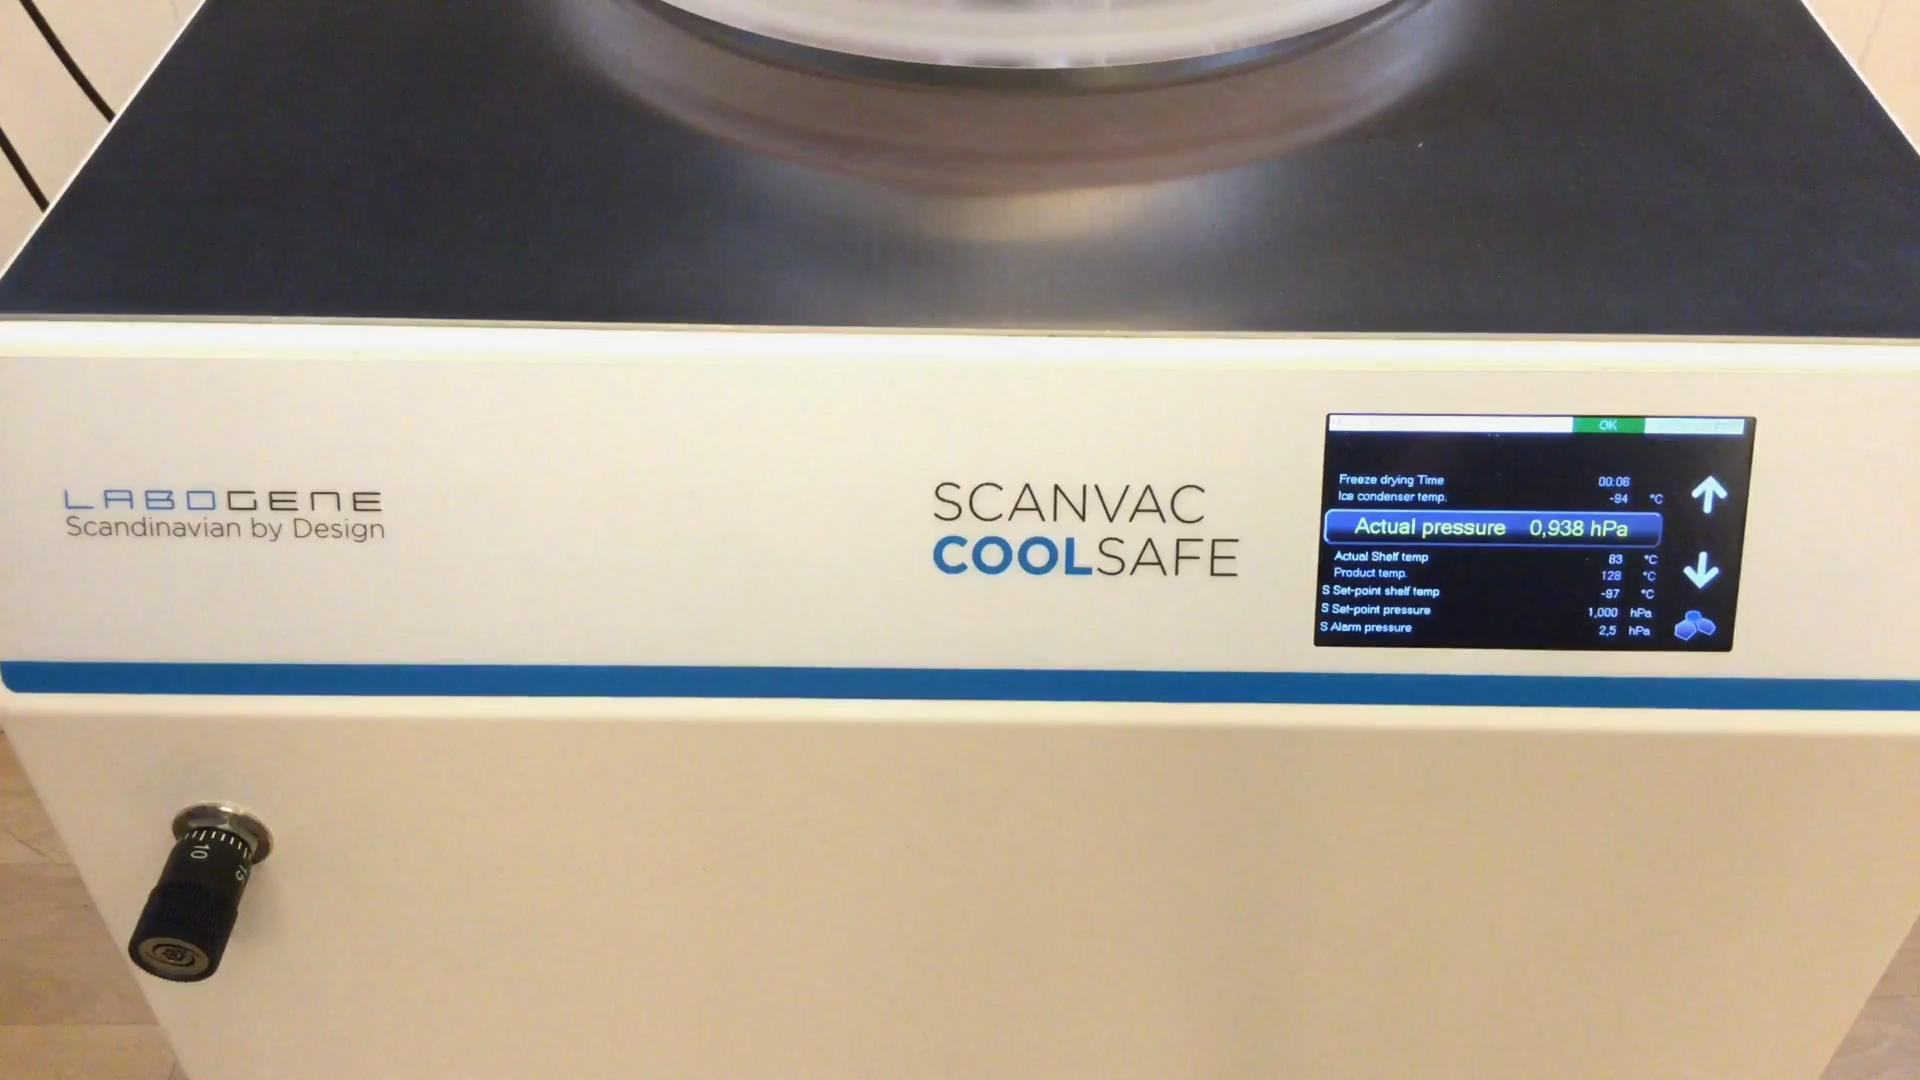 LABOGENE
Scandinavian by Design
SCANVAC
COOLSAFE
OK
Freeze drying Time 00:06
Ice condenser temp. -94 °C
Actual pressure 0,938 hPa
Actual Shelf temp 83 °C
Product temp. 128 °C
S Set-point shelf temp -97 °C
S Set-point pressure 1,000 hPa
S Alarm pressure 2,5 hPa
10
15